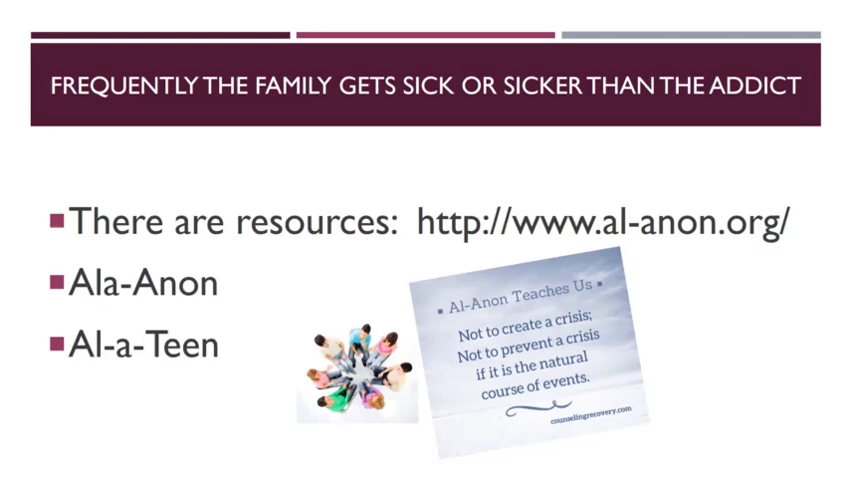 FREQUENTLY THE FAMILY GETS SICK OR SICKER THAN THE ADDICT
There are resources:  http://www.al-anon.org/
Ala-Anon
Al-a-Teen
Al-Anon Teaches Us
Not to create a crisis;
Not to prevent a crisis
if it is the natural
course of events.
counselingrecovery.com